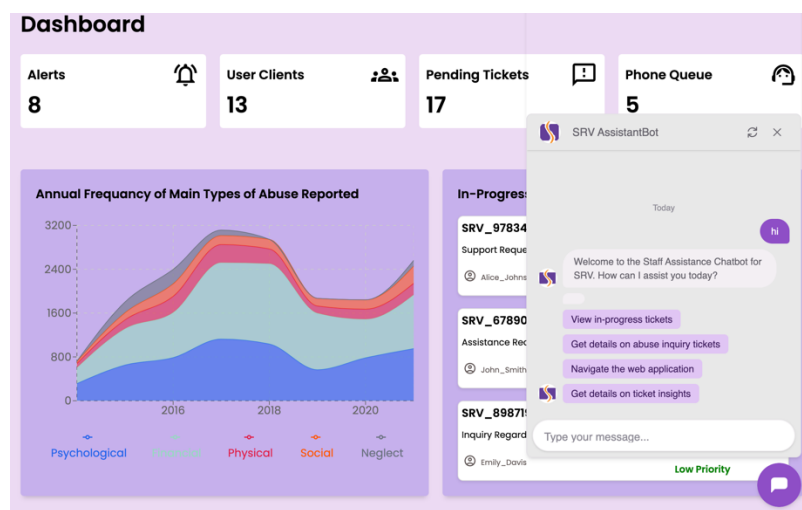 Dashboard
Alerts
8
User Clients
13
Pending Tickets
17
Phone Queue
5
Annual Frequancy of Main Types of Abuse Reported
3200
2400
1600
800
0
2016
2018
2020
Psychological
Physical
Social
Neglect
In-Progres
SRV_97834
Support Reque
Alice_Johns
SRV_67890
Assistance Rec
John_Smith
SRV_89871
Inquiry Regard
Emily_Davis
Low Priority
SRV AssistantBot
Today
hi
Welcome to the Staff Assistance Chatbot for
SRV. How can I assist you today?
View in-progress tickets
Get details on abuse inquiry tickets
Navigate the web application
Get details on ticket insights
Type your message...